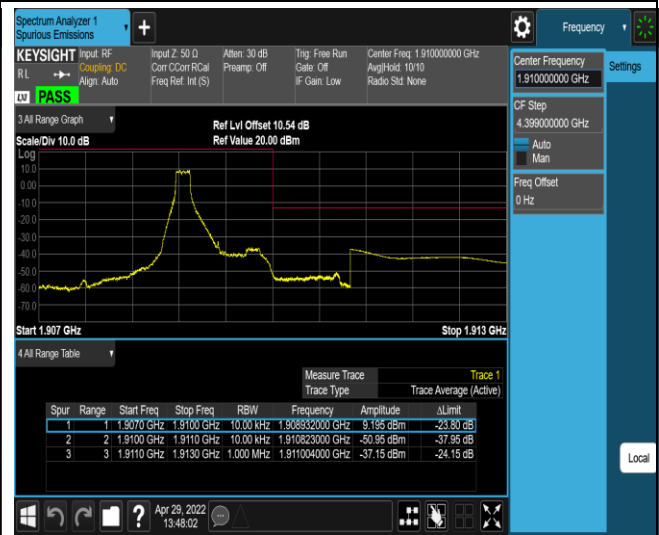 Spectrum Analyzer 1
Spurious Emissions
+
Frequency
KEYSIGHT
R L
Input: RF
Coupling: DC
Align: Auto
Input Z: 50 Ω
Corr CCorr RCal
Freq Ref: Int (S)
Atten: 30 dB
Preamp: Off
Trig: Free Run
Gate: Off
IF Gain: Low
Center Freq: 1.910000000 GHz
Avg|Hold: 10/10
Radio Std: None
LXI PASS
3 All Range Graph
Scale/Div 10.0 dB
Ref Lvl Offset 10.54 dB
Ref Value 20.00 dBm
Log
10.0
0.00
-10.0
-20.0
-30.0
-40.0
-50.0
-60.0
-70.0
Start 1.907 GHz Stop 1.913 GHz
4 All Range Table
Measure Trace Trace 1
Trace Type Trace Average (Active)
Spur Range Start Freq Stop Freq RBW Frequency Amplitude ΔLimit
1 1 1.9070 GHz 1.9100 GHz 10.00 kHz 1.908932000 GHz 9.195 dBm -23.80 dB
2 2 1.9100 GHz 1.9110 GHz 10.00 kHz 1.910823000 GHz -50.95 dBm -37.95 dB
3 3 1.9110 GHz 1.9130 GHz 1.000 MHz 1.911004000 GHz -37.15 dBm -24.15 dB
?
Apr 29, 2022
13:48:02
Center Frequency
1.910000000 GHz
CF Step
4.399000000 GHz
Auto
Man
Freq Offset
0 Hz
Settings
Local